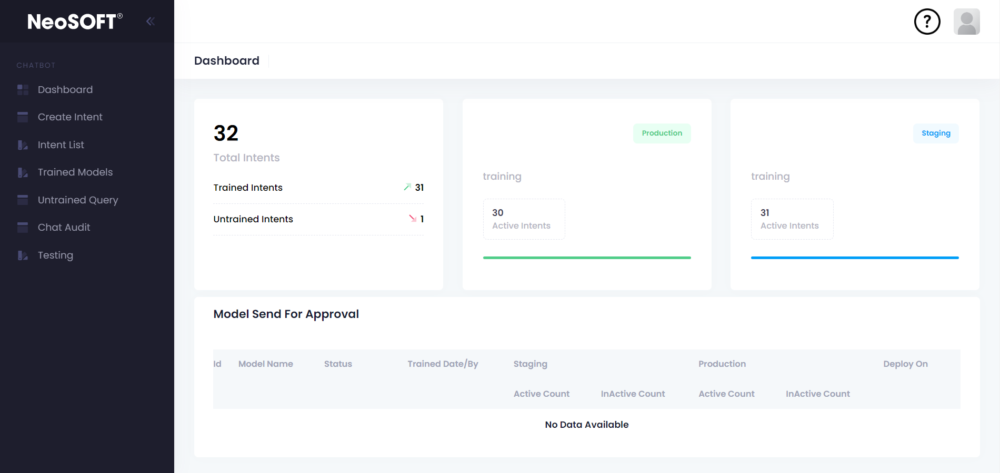 NeoSOFT®
CHATBOT
Dashboard
Create Intent
Intent List
Trained Models
Untrained Query
Chat Audit
Testing
?
Dashboard
32
Total Intents
Trained Intents 31
Untrained Intents 1
Production
training
30
Active Intents
Staging
training
31
Active Intents
Model Send For Approval
Id Model Name Status Trained Date/By Staging Production Deploy On
Active Count InActive Count Active Count InActive Count
No Data Available